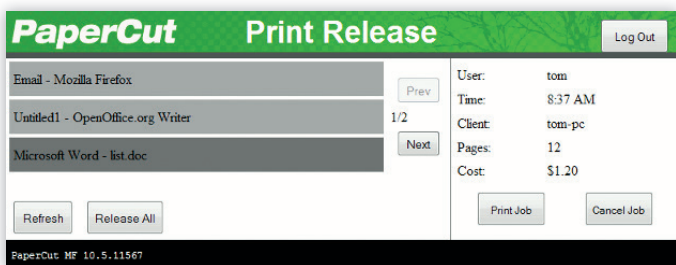 PaperCut Print Release Log Out
Email - Mozilla Firefox
Untitled1 - OpenOffice.org Writer
Microsoft Word - list.doc
Prev
1/2
Next
Refresh Release All
User: tom
Time: 8:37 AM
Client: tom-pc
Pages: 12
Cost: $1.20
Print Job Cancel Job
PaperCut MF 10.5.11567